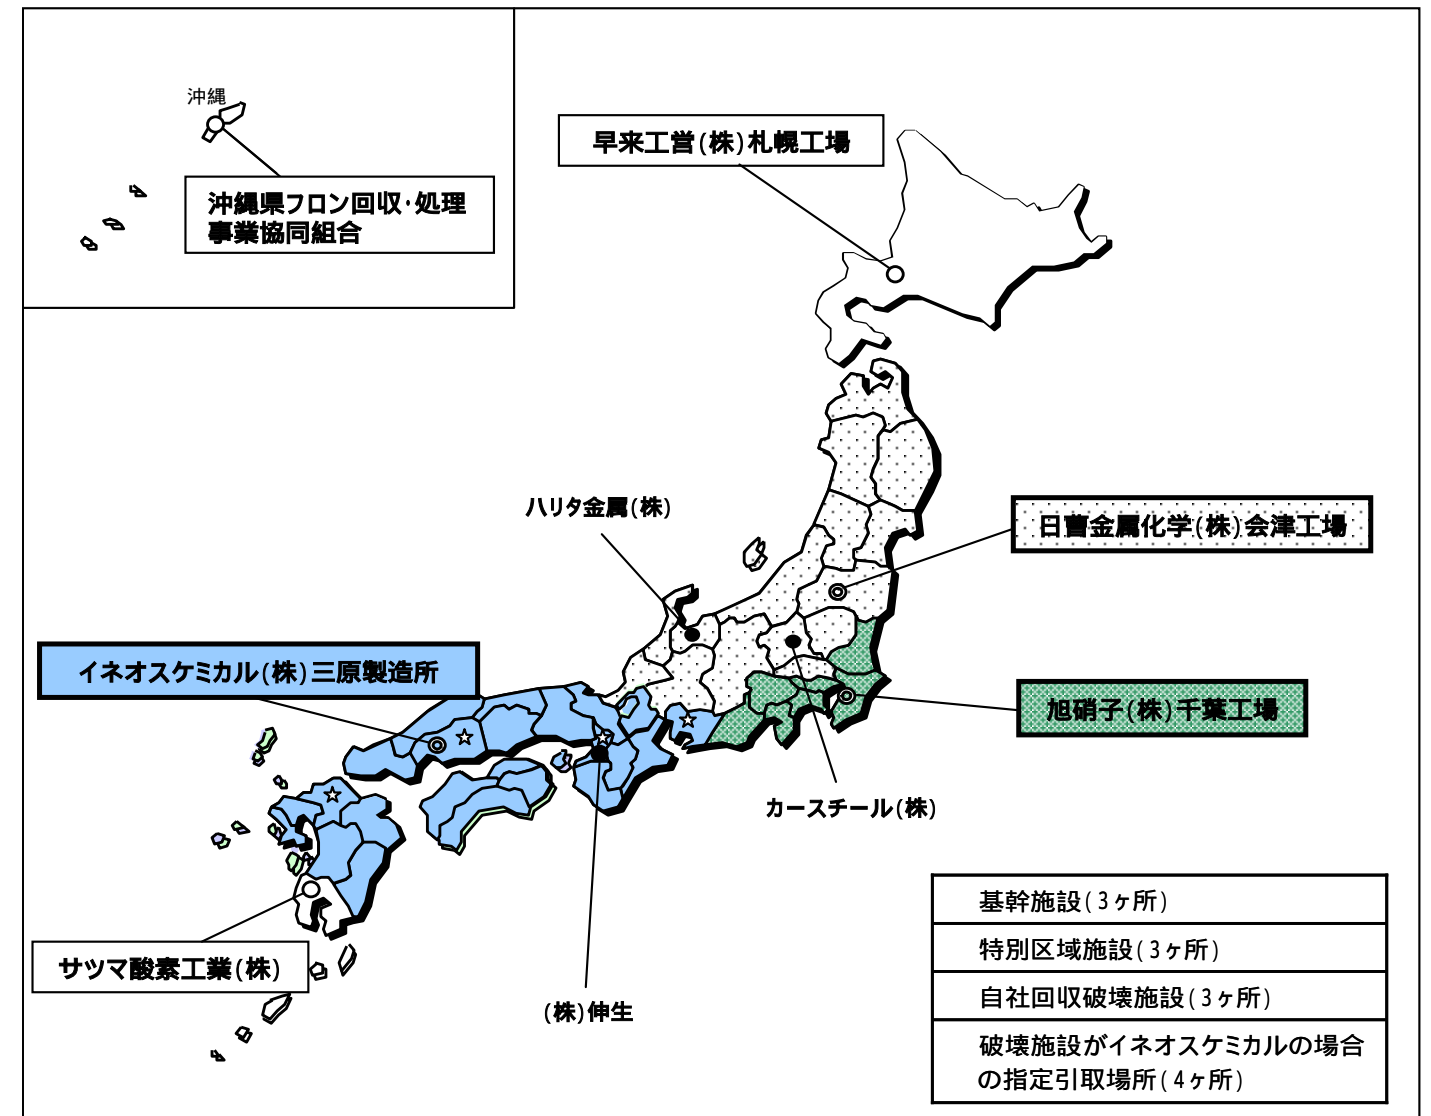 沖縄
沖縄県フロン回収・処理
事業協同組合
早来工営(株)札幌工場
ハリタ金属(株)
日曹金属化学(株)会津工場
イネオスケミカル(株)三原製造所
旭硝子(株)千葉工場
カースチール(株)
サツマ酸素工業(株)
(株)伸生
基幹施設(3ヶ所)
特別区域施設(3ヶ所)
自社回収破壊施設(3ヶ所)
破壊施設がイネオスケミカルの場合
の指定引取場所(4ヶ所)